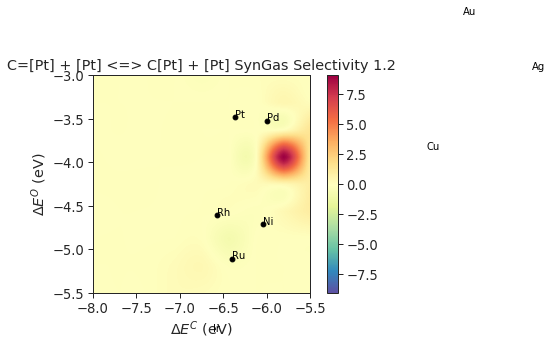 Au
C=[Pt] + [Pt] <=> C[Pt] + [Pt] SynGas Selectivity 1.2
Ag
−3.0
−3.5
−4.0
−4.5
−5.0
−5.5
ΔE^O (eV)
Pt
Pd
Rh
Ni
Ru
7.5
5.0
2.5
0.0
−2.5
−5.0
−7.5
Cu
−8.0 −7.5 −7.0 −6.5 −6.0 −5.5
ΔE^C (eV)
Ir